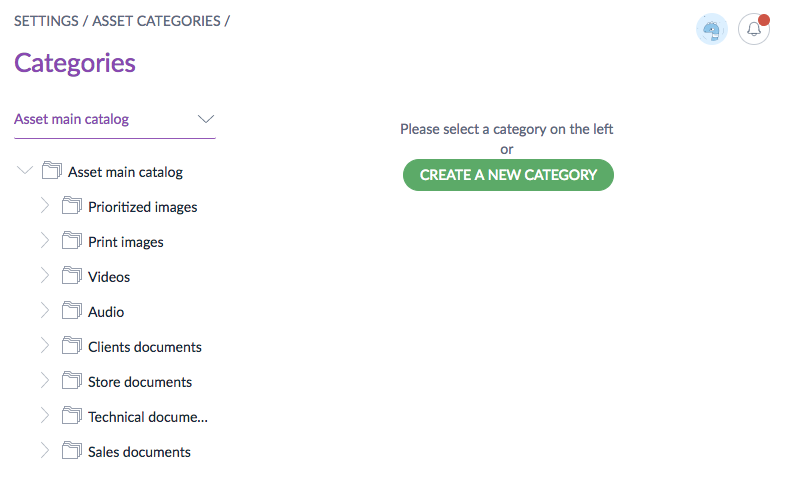 SETTINGS / ASSET CATEGORIES /
Categories
Asset main catalog
Please select a category on the left
or
CREATE A NEW CATEGORY
Asset main catalog
Prioritized images
Print images
Videos
Audio
Clients documents
Store documents
Technical docume...
Sales documents